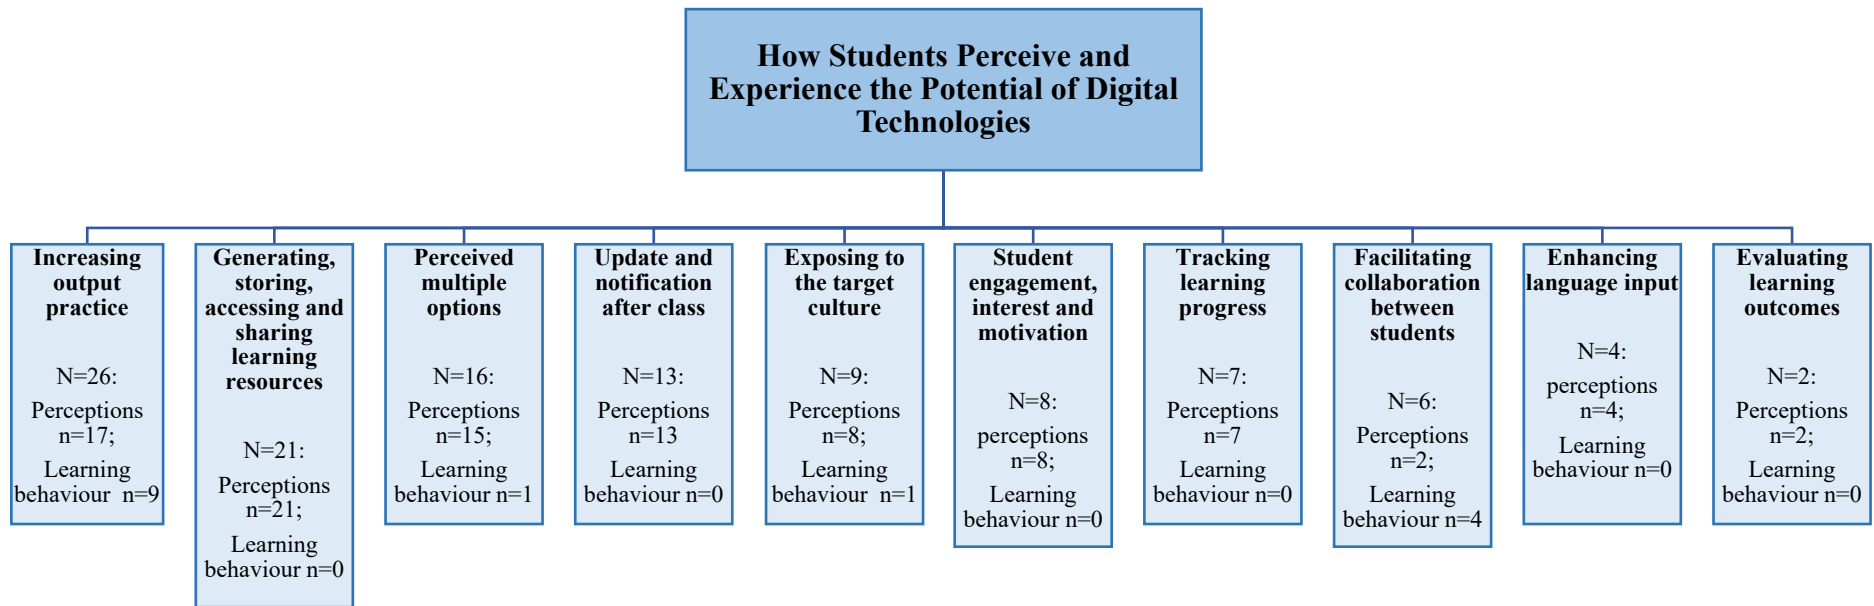 How Students Perceive and
Experience the Potential of Digital
Technologies
Increasing
output
practice
N=26:
Perceptions
n=17;
Learning
behaviour n=9
Generating,
storing,
accessing and
sharing
learning
resources
N=21:
Perceptions
n=21;
Learning
behaviour n=0
Perceived
multiple
options
N=16:
Perceptions
n=15;
Learning
behaviour n=1
Update and
notification
after class
N=13:
Perceptions
n=13
Learning
behaviour n=0
Exposing to
the target
culture
N=9:
Perceptions
n=8;
Learning
behaviour n=1
Student
engagement,
interest and
motivation
N=8:
perceptions
n=8;
Learning
behaviour n=0
Tracking
learning
progress
N=7:
Perceptions
n=7
Learning
behaviour n=0
Facilitating
collaboration
between
students
N=6:
Perceptions
n=2;
Learning
behaviour n=4
Enhancing
language input
N=4:
perceptions
n=4;
Learning
behaviour n=0
Evaluating
learning
outcomes
N=2:
Perceptions
n=2;
Learning
behaviour n=0